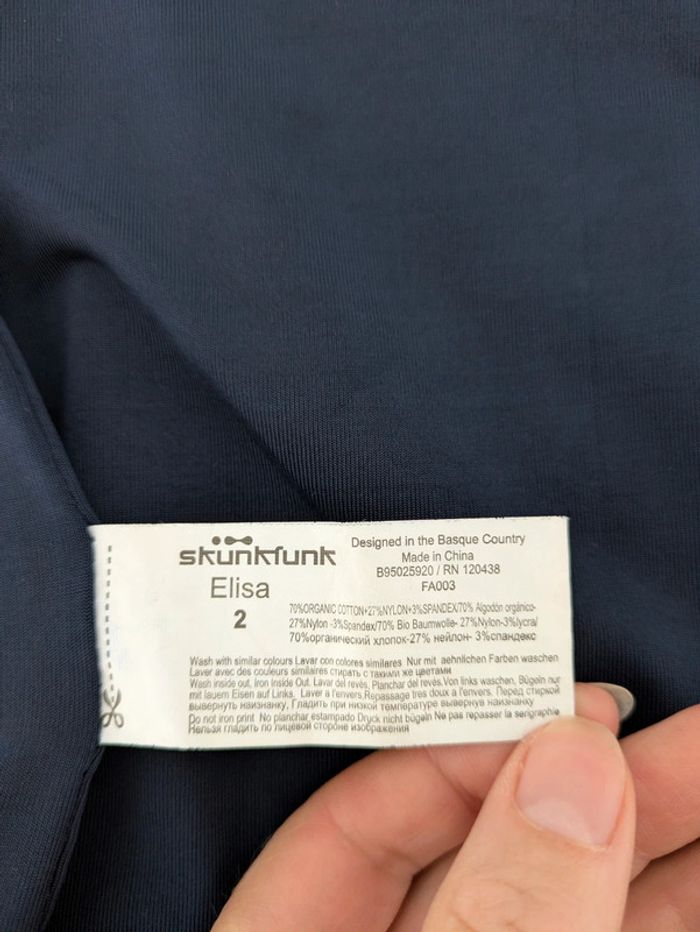 skunkfunk
Elisa
2
Designed in the Basque Country
Made in China
B95025920 / RN 120438
FA003
70%ORGANIC COTTON+27%NYLON+3%SPANDEX/70% Algodón orgánico-
27%Nylon -3%Spandex/70% Bio Baumwolle- 27%Nylon-3%lycra/
70%органический хлопок-27% нейлон- 3%спандекс
Wash with similar colours Lavar con colores similares Nur mit aehnlichen Farben waschen
Laver avec des couleurs similaires стирать с такими же цветами
Wash inside out, Iron Inside Out. Lavar del revés, Planchar del revés.Von links waschen, Bügeln nur
mit lauem Eisen auf Links. Laver a l'envers,Repassage tres doux a l'envers. Перед стиркой
вывернуть наизнанку, Гладить при низкой температуре вывернув наизнанку
Do not iron print. No planchar estampado Druck nicht bügeln Ne pas repasser la serigraphie
Нельзя гладить по лицевой стороне изображения